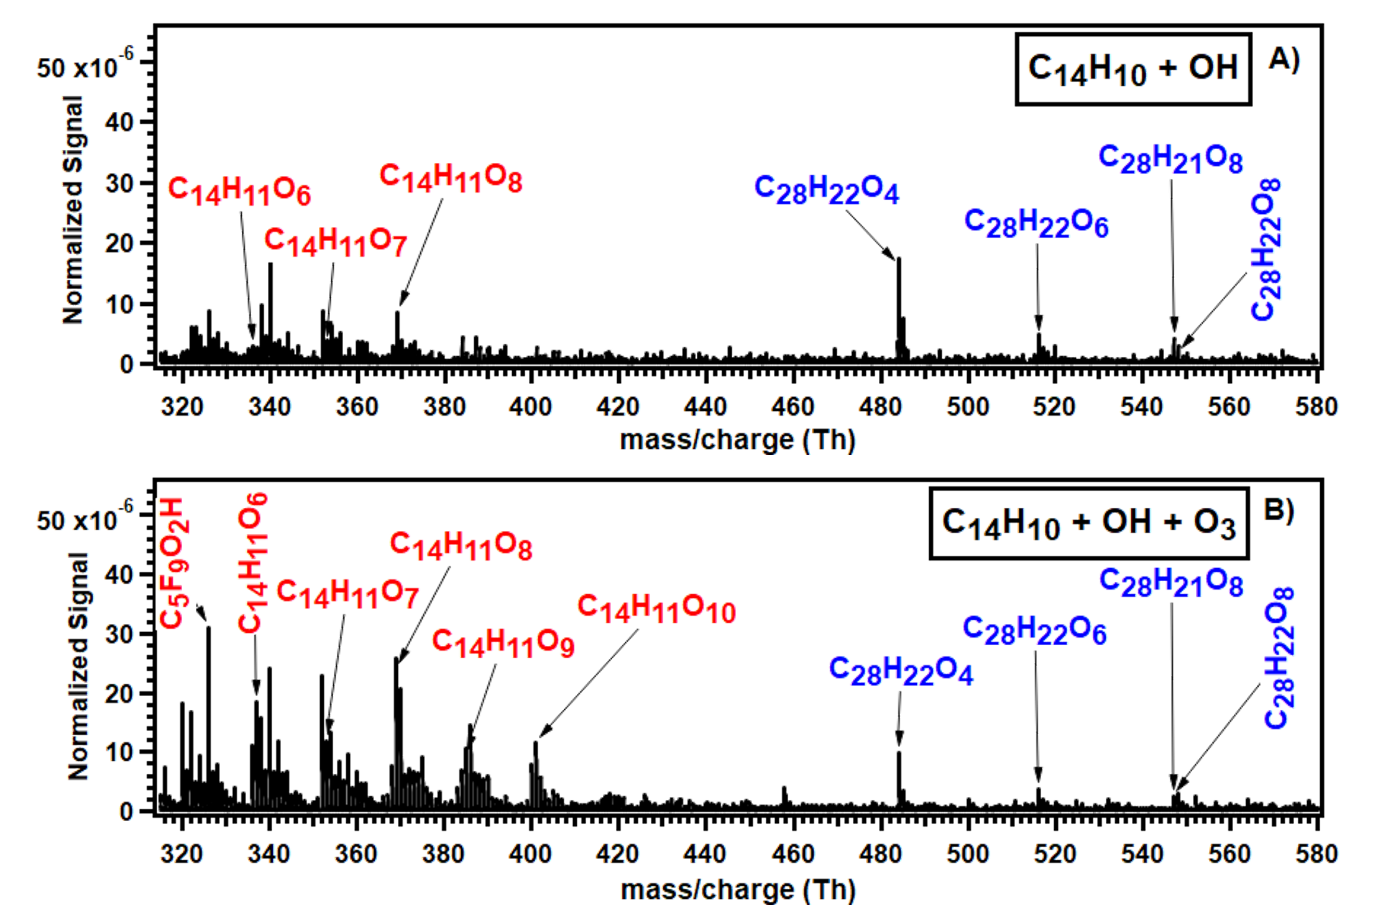 C14H10 + OH A)
50 x10-6
40
30
20
10
0
Normalized Signal
C14H11O6
C14H11O7
C14H11O8
C28H22O4
C28H22O6
C28H21O8
C28H22O8
320 340 360 380 400 420 440 460 480 500 520 540 560 580
mass/charge (Th)
C14H10 + OH + O3 B)
50 x10-6
40
30
20
10
0
Normalized Signal
C5F9O2H
C14H11O6
C14H11O7
C14H11O8
C14H11O9
C14H11O10
C28H22O4
C28H22O6
C28H21O8
C28H22O8
320 340 360 380 400 420 440 460 480 500 520 540 560 580
mass/charge (Th)